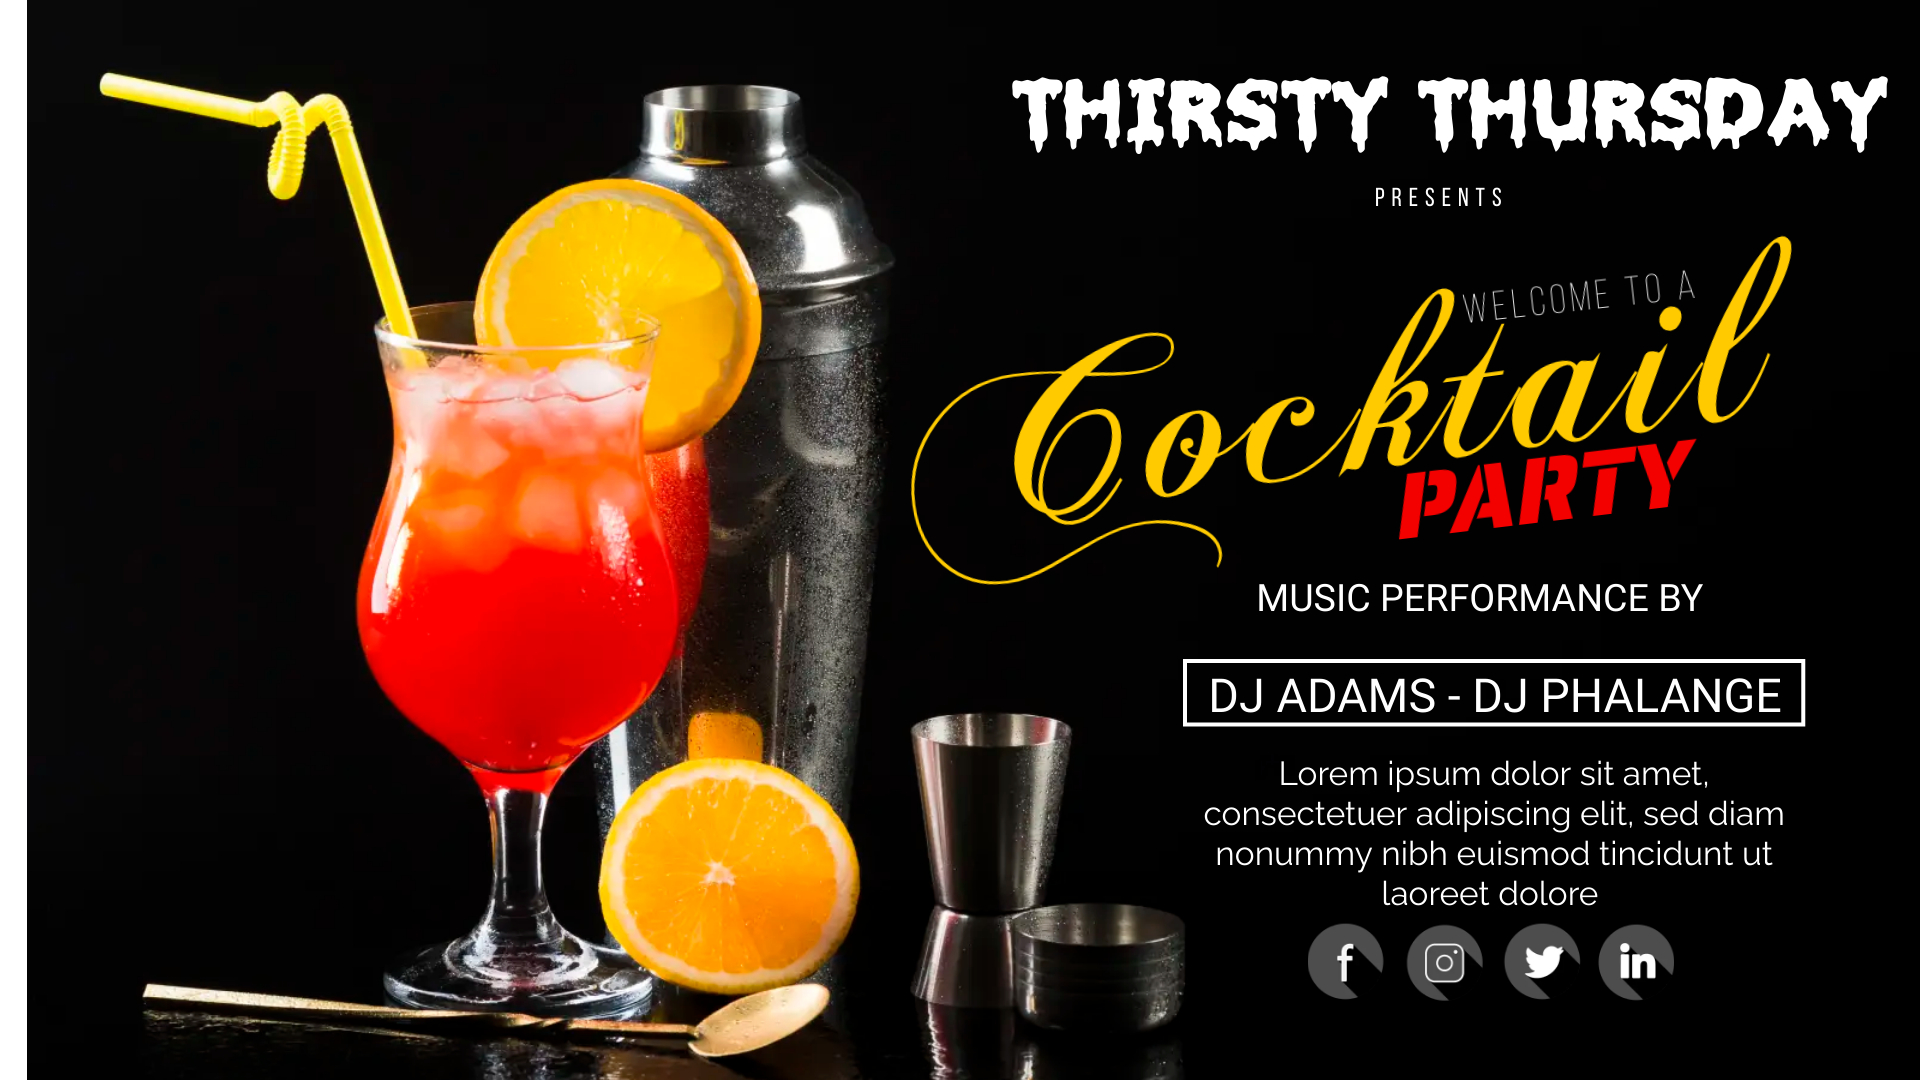 THIRSTY THURSDAY
PRESENTS
WELCOME TO A
Cocktail
PARTY
MUSIC PERFORMANCE BY
DJ ADAMS - DJ PHALANGE
Lorem ipsum dolor sit amet,
consectetuer adipiscing elit, sed diam
nonummy nibh euismod tincidunt ut
laoreet dolore
f in